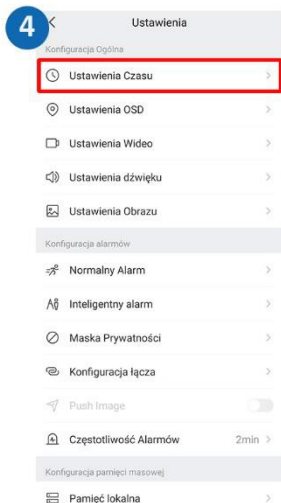 4
Ustawienia
Konfiguracja Ogólna
Ustawienia Czasu
Ustawienia OSD
Ustawienia Wideo
Ustawienia dźwięku
Ustawienia Obrazu
Konfiguracja alarmów
Normalny Alarm
Inteligentny alarm
Maska Prywatności
Konfiguracja łącza
Push Image
Częstotliwość Alarmów 2min
Konfiguracja pamięci masowej
Pamięć lokalna